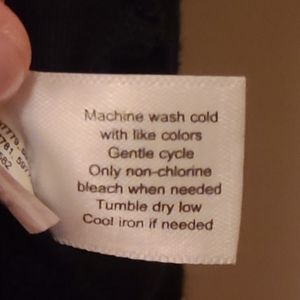 Machine wash cold
with like colors
Gentle cycle
Only non-chlorine
bleach when needed
Tumble dry low
Cool iron if needed